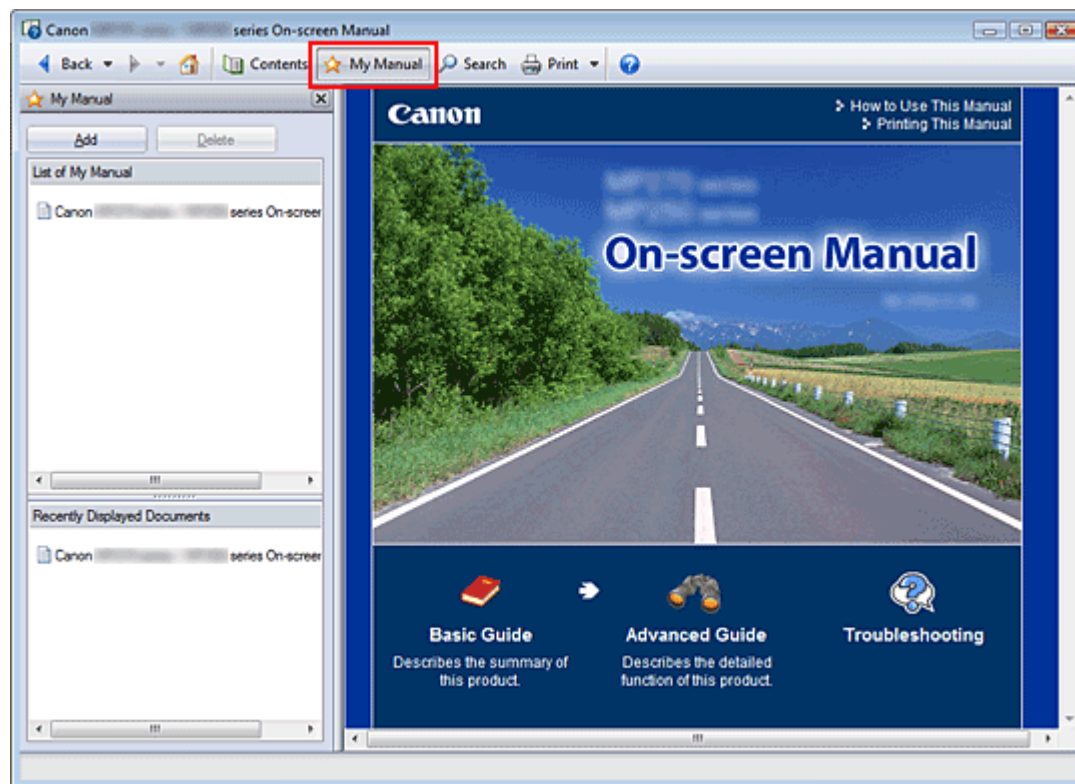 Canon series On-screen Manual
Back Contents My Manual Search Print
My Manual
Add Delete
List of My Manual
Canon series On-screen
Recently Displayed Documents
Canon series On-screen
Canon
How to Use This Manual
Printing This Manual
On-screen Manual
Basic Guide
Describes the summary of
this product.
Advanced Guide
Describes the detailed
function of this product.
Troubleshooting